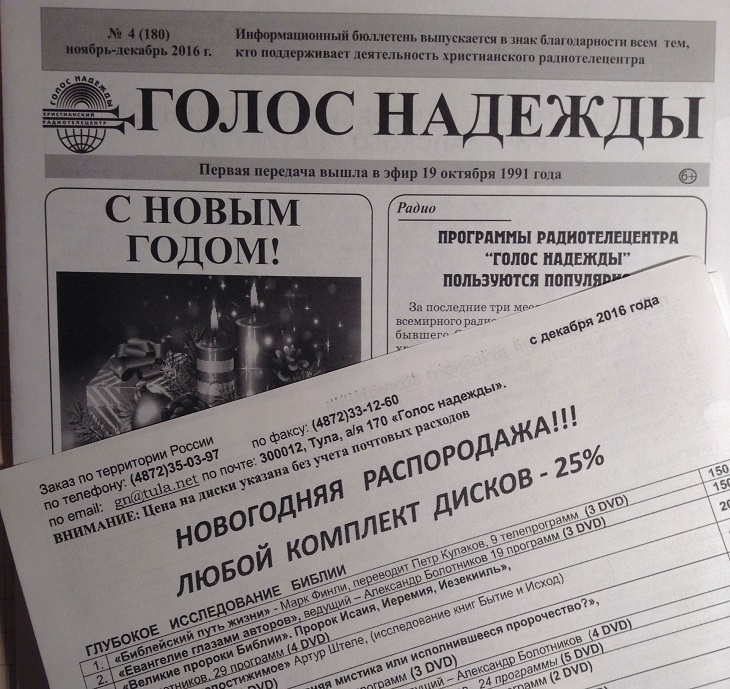 № 4 (180)
ноябрь-декабрь 2016 г.
Информационный бюллетень выпускается в знак благодарности всем тем,
кто поддерживает деятельность христианского радиотелецентра
ГОЛОС НАДЕЖДЫ
ХРИСТИАНСКИЙ
РАДИОТЕЛЕЦЕНТР
ГОЛОС НАДЕЖДЫ
Первая передача вышла в эфир 19 октября 1991 года
6+
С НОВЫМ
ГОДОМ!
Радио
ПРОГРАММЫ РАДИОТЕЛЕЦЕНТРА
“ГОЛОС НАДЕЖДЫ”
ПОЛЬЗУЮТСЯ
За последние три
всемирного
бывшего
с декабря 2016 года
Заказ по территории России
по телефону: (4872)35-03-97 по факсу: (4872)33-12-60
по email: gn@tula.net по почте: 300012, Тула, а/я 170 «Голос надежды».
ВНИМАНИЕ: Цена на диски указана без учета почтовых расходов
НОВОГОДНЯЯ РАСПОРОДАЖА!!!
ЛЮБОЙ КОМПЛЕКТ ДИСКОВ - 25%
ГЛУБОКОЕ ИССЛЕДОВАНИЕ БИБЛИИ
1. «Библейский путь жизни» - Марк Финли, переводит Петр Кулаков, 9 телепрограмм (3 DVD) 150
2. «Евангелие глазами авторов», ведущий – Александр Болотников 19 программ (3 DVD) 150
«Великие пророки Библии». Пророк Исаия, Иеремия, Иезекииль»,
29 программ (4 DVD)
Артур Штеле, (исследование книг Бытие и Исход)
мистика или исполнившееся пророчество?»,
(3 DVD)
– Александр Болотников (4 DVD)
24 программы (5 DVD)
(2 DVD)